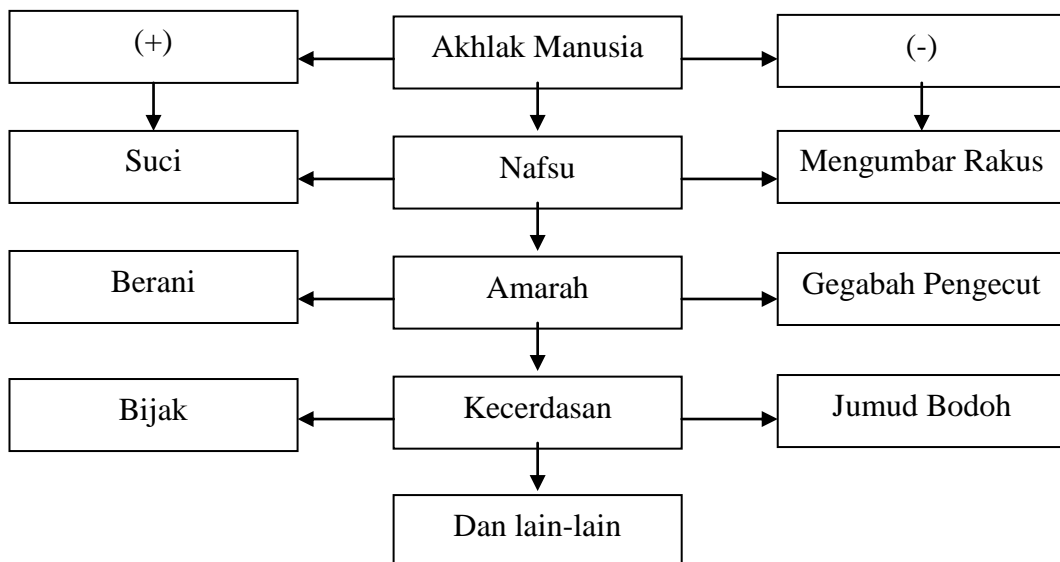 (+)
Akhlak Manusia
(-)
Suci
Nafsu
Mengumbar Rakus
Berani
Amarah
Gegabah Pengecut
Bijak
Kecerdasan
Jumud Bodoh
Dan lain-lain